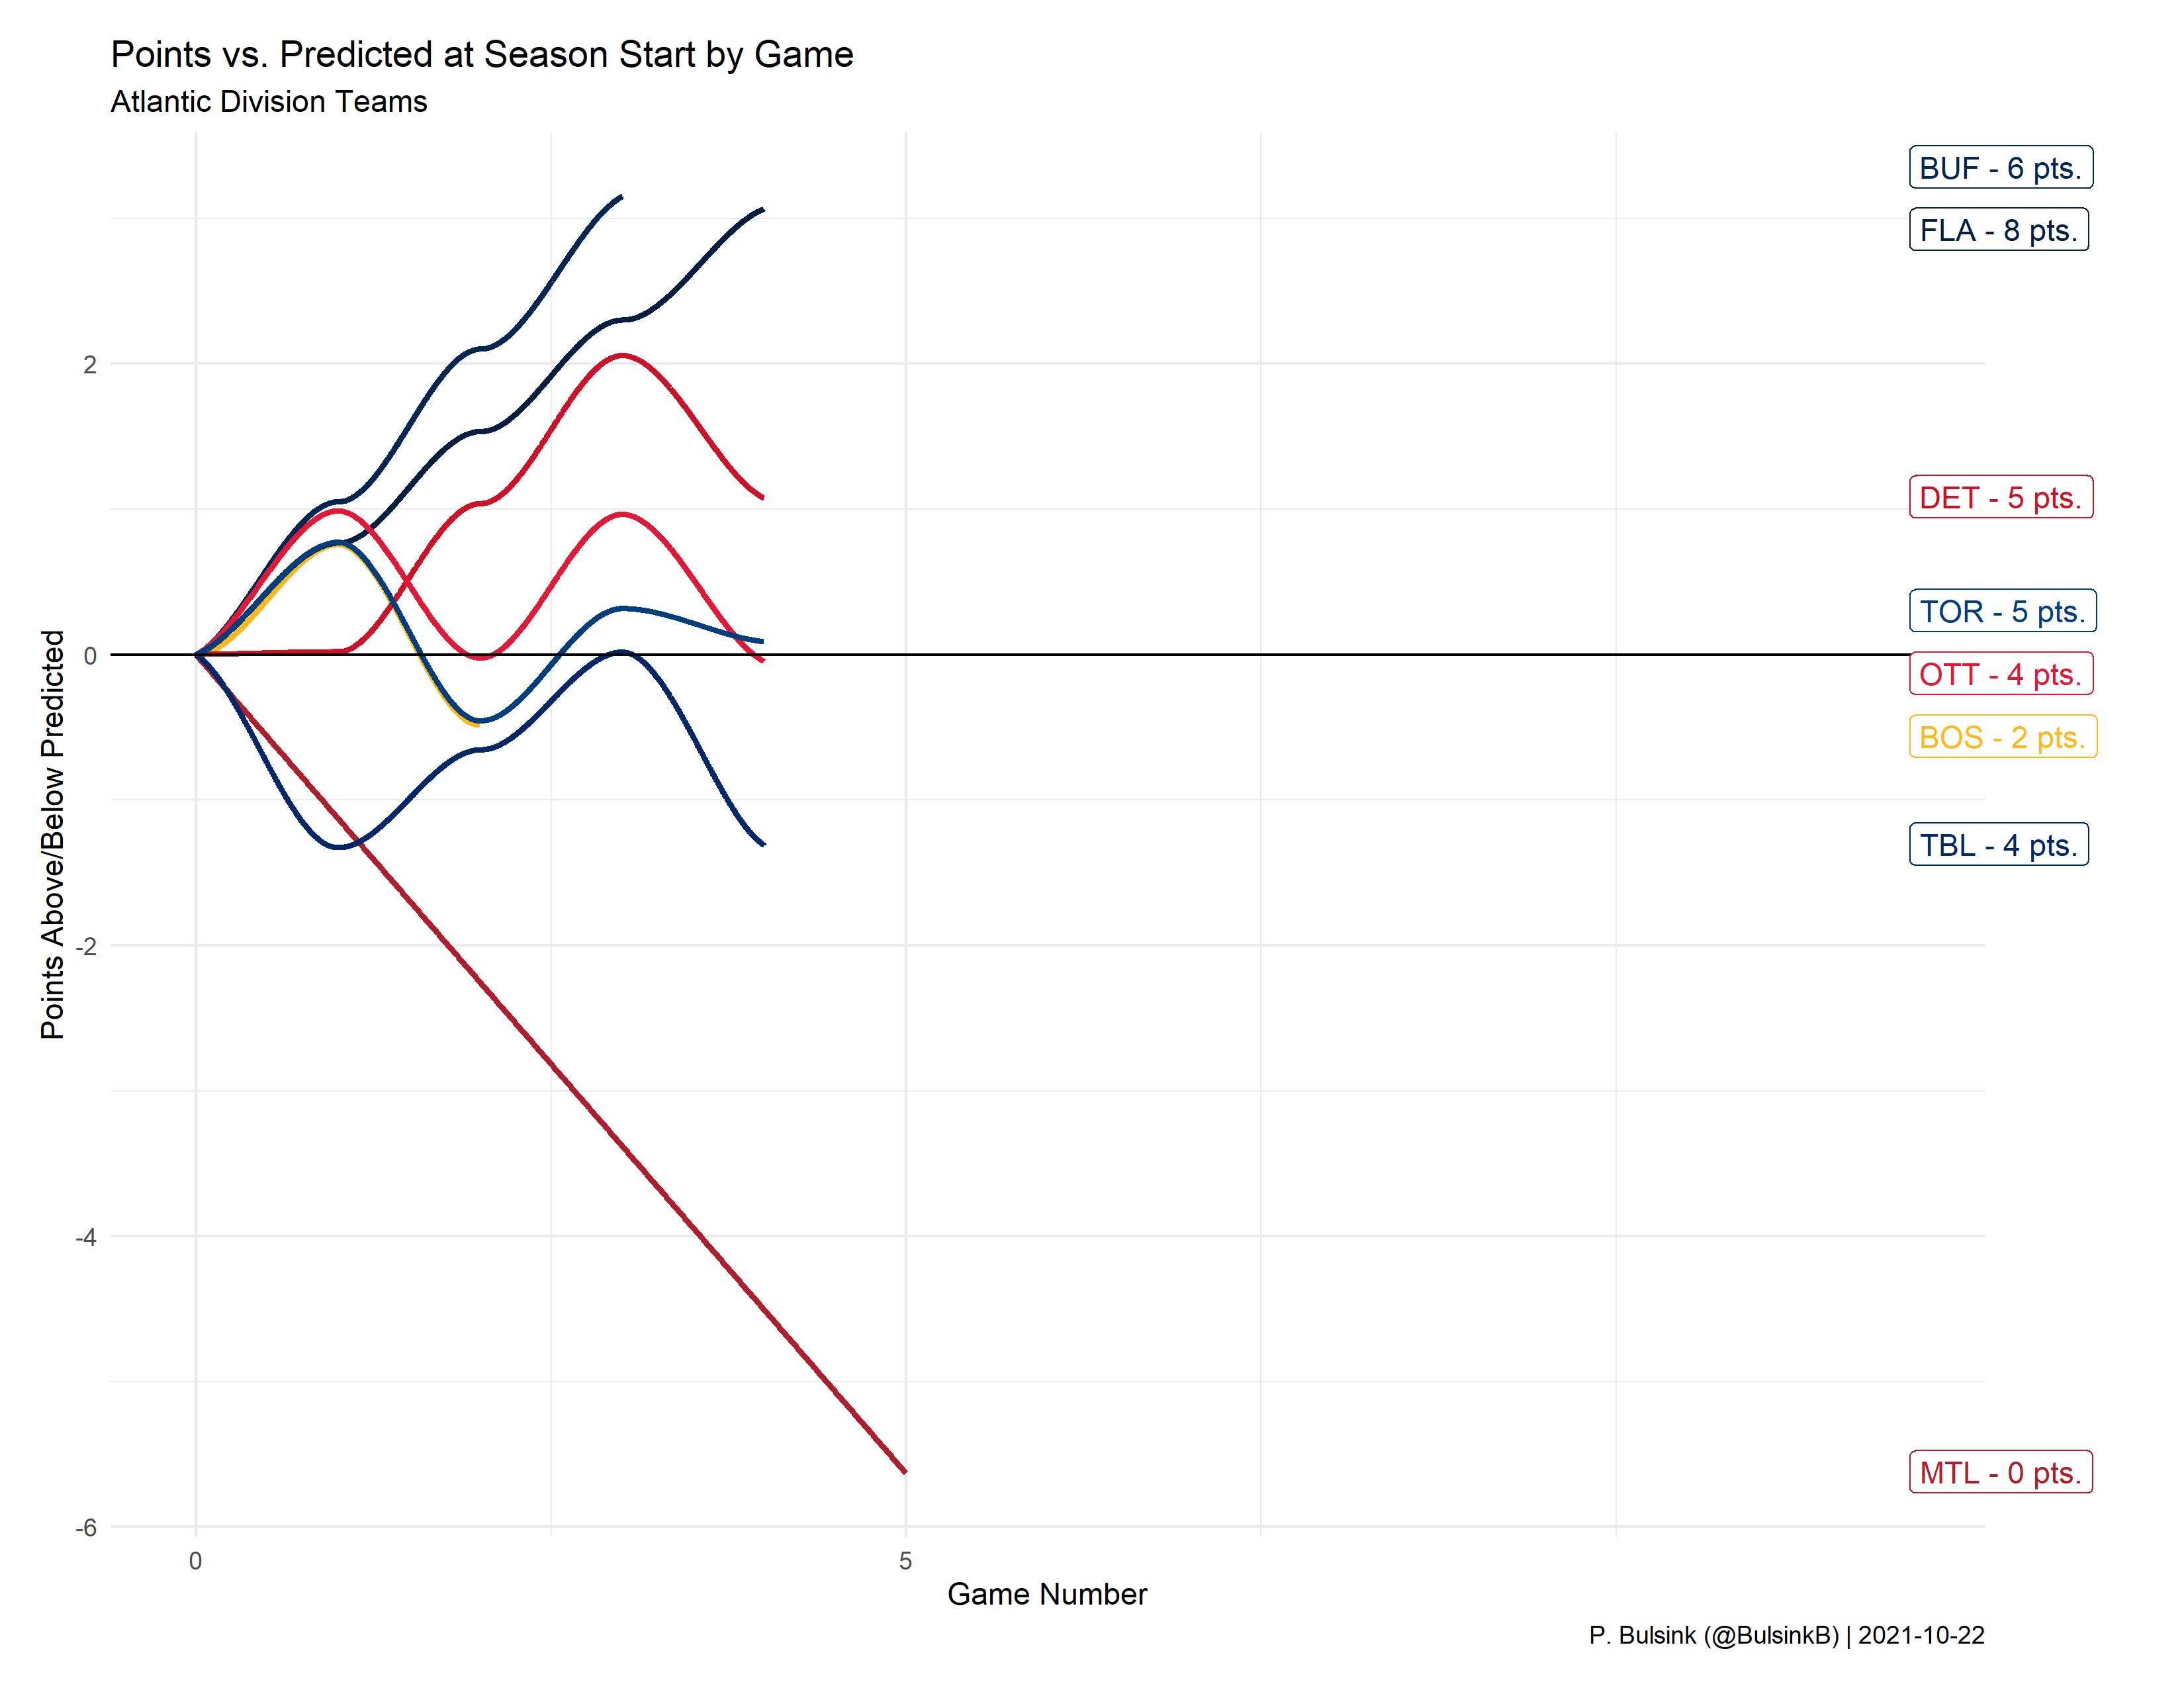 Points vs. Predicted at Season Start by Game
Atlantic Division Teams
Points Above/Below Predicted
2
0
-2
-4
-6
BUF - 6 pts.
FLA - 8 pts.
DET - 5 pts.
TOR - 5 pts.
OTT - 4 pts.
BOS - 2 pts.
TBL - 4 pts.
MTL - 0 pts.
0
5
Game Number
P. Bulsink (@BulsinkB) | 2021-10-22